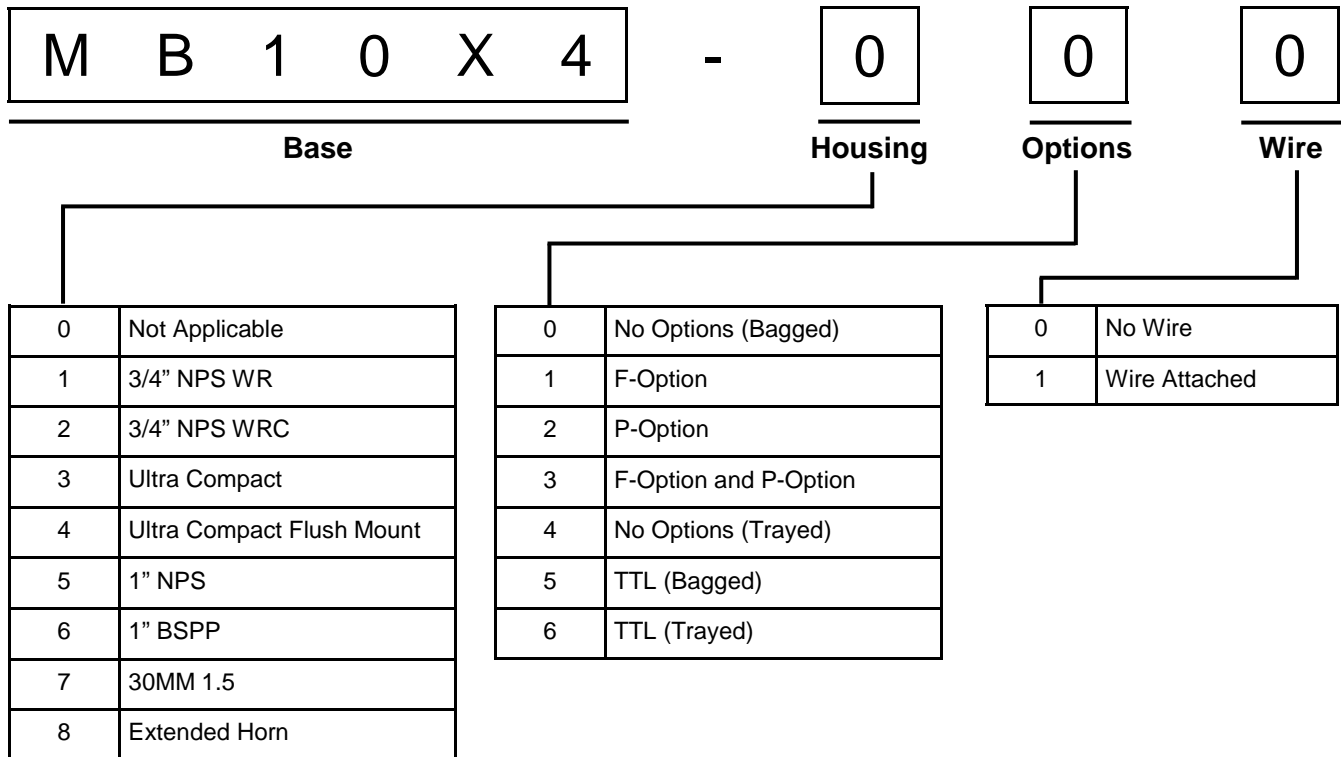 M B 1 0 X 4 - 0 0 0
Base Housing Options Wire
0 Not Applicable
1 3/4” NPS WR
2 3/4” NPS WRC
3 Ultra Compact
4 Ultra Compact Flush Mount
5 1” NPS
6 1” BSPP
7 30MM 1.5
8 Extended Horn
0 No Options (Bagged)
1 F-Option
2 P-Option
3 F-Option and P-Option
4 No Options (Trayed)
5 TTL (Bagged)
6 TTL (Trayed)
0 No Wire
1 Wire Attached